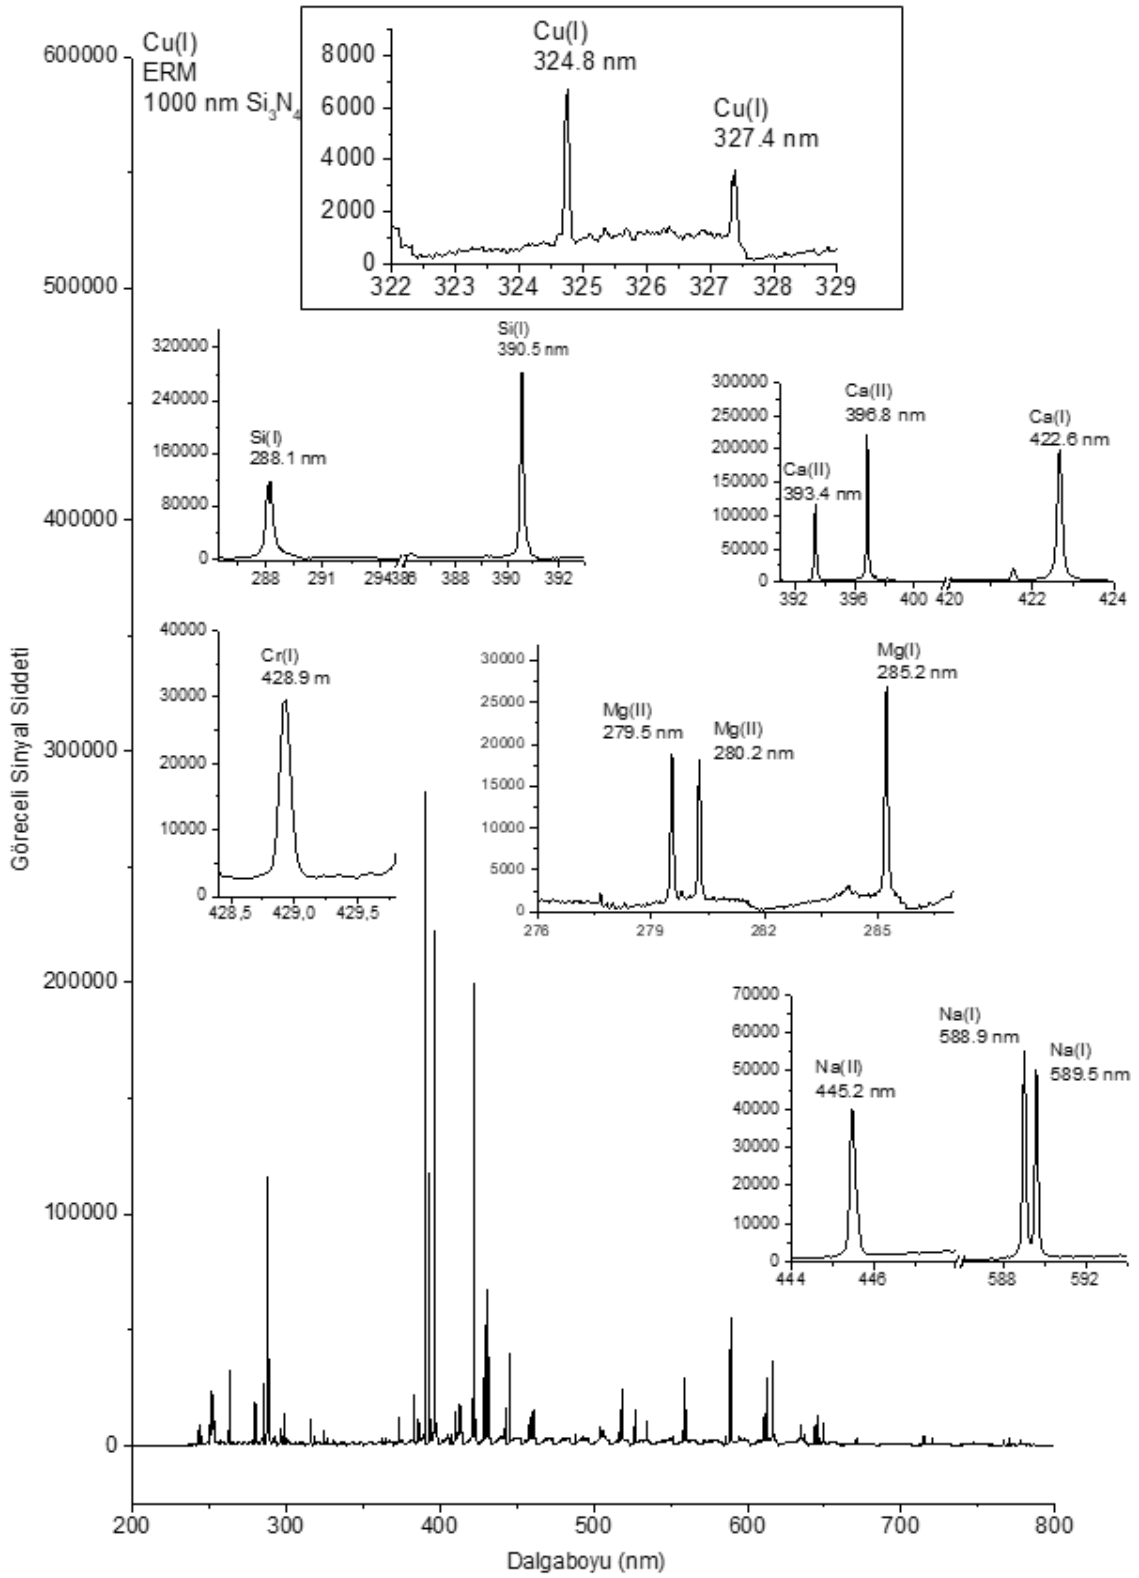 Cu(I)
ERM
1000 nm Si₃N₄
600000
500000
400000
300000
200000
100000
0
200
300
400
500
600
700
800
Göreceli Sinyal Siddeti
Dalgaboyu (nm)
Cu(I)
324.8 nm
Cu(I)
327.4 nm
8000
6000
4000
2000
0
322
323
324
325
326
327
328
329
Si(I)
390.5 nm
Si(I)
288.1 nm
320000
240000
160000
80000
0
288
291
294
386
388
390
392
Ca(II)
396.8 nm
Ca(I)
422.6 nm
Ca(II)
393.4 nm
300000
250000
200000
150000
100000
50000
0
392
396
400
420
422
424
Cr(I)
428.9 m
40000
30000
20000
10000
0
428,5
429,0
429,5
Mg(I)
285.2 nm
Mg(II)
279.5 nm
Mg(II)
280.2 nm
30000
25000
20000
15000
10000
5000
0
276
279
282
285
Na(I)
588.9 nm
Na(I)
589.5 nm
Na(II)
445.2 nm
70000
60000
50000
40000
30000
20000
10000
0
444
446
588
592